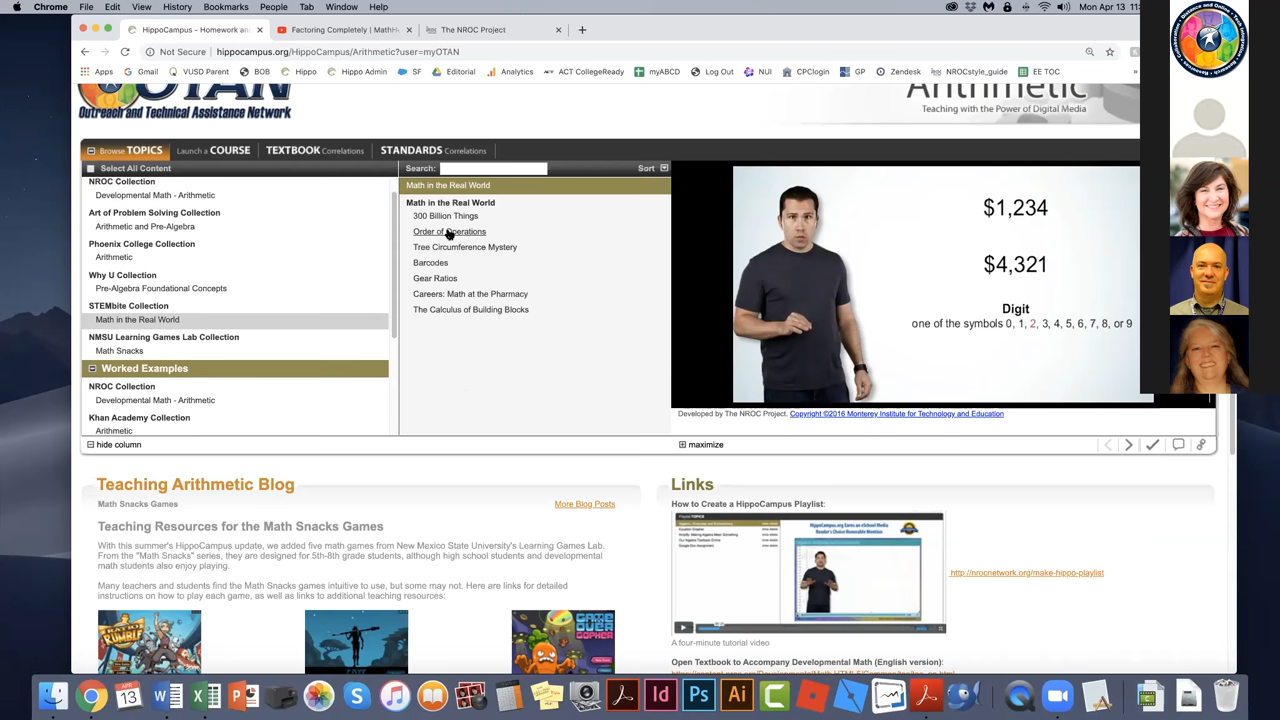 Chrome File Edit View History Bookmarks People Tab Window Help
Mon Apr 13
HippoCampus - Homework an
Factoring Completely | MathH
The NROC Project
Not Secure | hippocampus.org/HippoCampus/Arithmetic?user=myOTAN
Apps Gmail VUSD Parent BOB Hippo Hippo Admin SF Editorial Analytics ACT CollegeReady myABCD Log Out NUI CPClogin GP Zendesk NROCstyle_guide EE TOC
OTAN
Outreach and Technical Assistance Network
Arithmetic
Teaching with the Power of Digital Media
Browse TOPICS Launch a COURSE TEXTBOOK Correlations STANDARDS Correlations
Select All Content
NROC Collection
Developmental Math - Arithmetic
Art of Problem Solving Collection
Arithmetic and Pre-Algebra
Phoenix College Collection
Arithmetic
Why U Collection
Pre-Algebra Foundational Concepts
STEMbite Collection
Math in the Real World
NMSU Learning Games Lab Collection
Math Snacks
Worked Examples
NROC Collection
Developmental Math - Arithmetic
Khan Academy Collection
Arithmetic
hide column
Search: Sort
Math in the Real World
Math in the Real World
300 Billion Things
Order of Operations
Tree Circumference Mystery
Barcodes
Gear Ratios
Careers: Math at the Pharmacy
The Calculus of Building Blocks
$1,234
$4,321
Digit
one of the symbols 0, 1, 2, 3, 4, 5, 6, 7, 8, or 9
Developed by The NROC Project. Copyright ©2016 Monterey Institute for Technology and Education
maximize
Teaching Arithmetic Blog
Math Snacks Games More Blog Posts
Teaching Resources for the Math Snacks Games
With this summer's HippoCampus update, we added five math games from New Mexico State University's Learning Games Lab.
From the "Math Snacks" series, they are designed for 5th-8th grade students, although high school students and developmental
math students also enjoy playing.
Many teachers and students find the Math Snacks games intuitive to use, but some may not. Here are links for detailed
instructions on how to play each game, as well as links to additional teaching resources:
GAME OVER GOPHER
Links
How to Create a HippoCampus Playlist:
http://nrocnetwork.org/make-hippo-playlist
A four-minute tutorial video
Open Textbook to Accompany Developmental Math (English version):